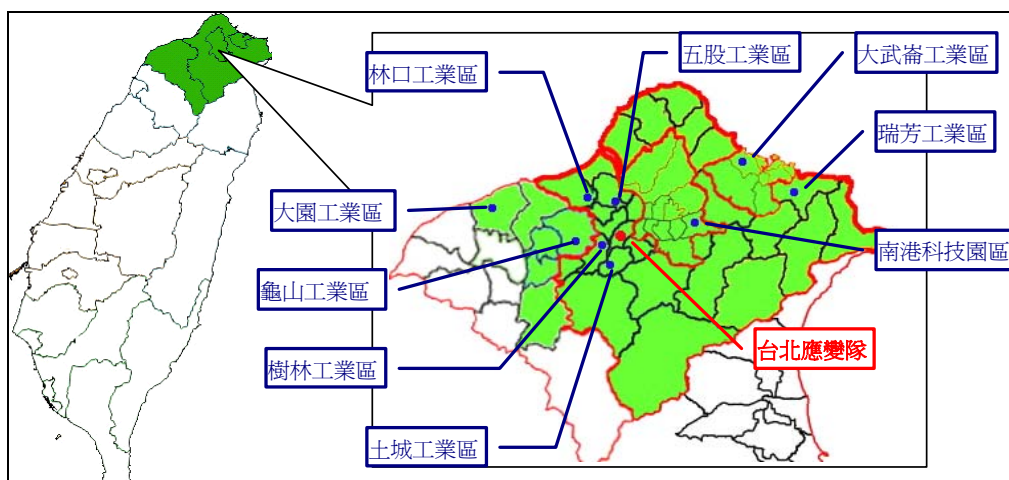 五股工業區
大武崙工業區
林口工業區
瑞芳工業區
大園工業區
南港科技園區
龜山工業區
台北應變隊
樹林工業區
土城工業區